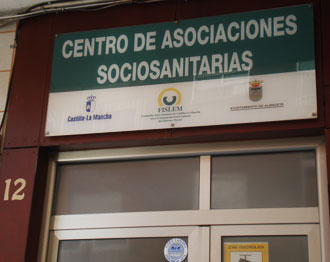 CENTRO DE ASOCIACIONES
SOCIOSANITARIAS
Castilla-La Mancha
FISLEM
AYUNTAMIENTO DE ALBACETE
12